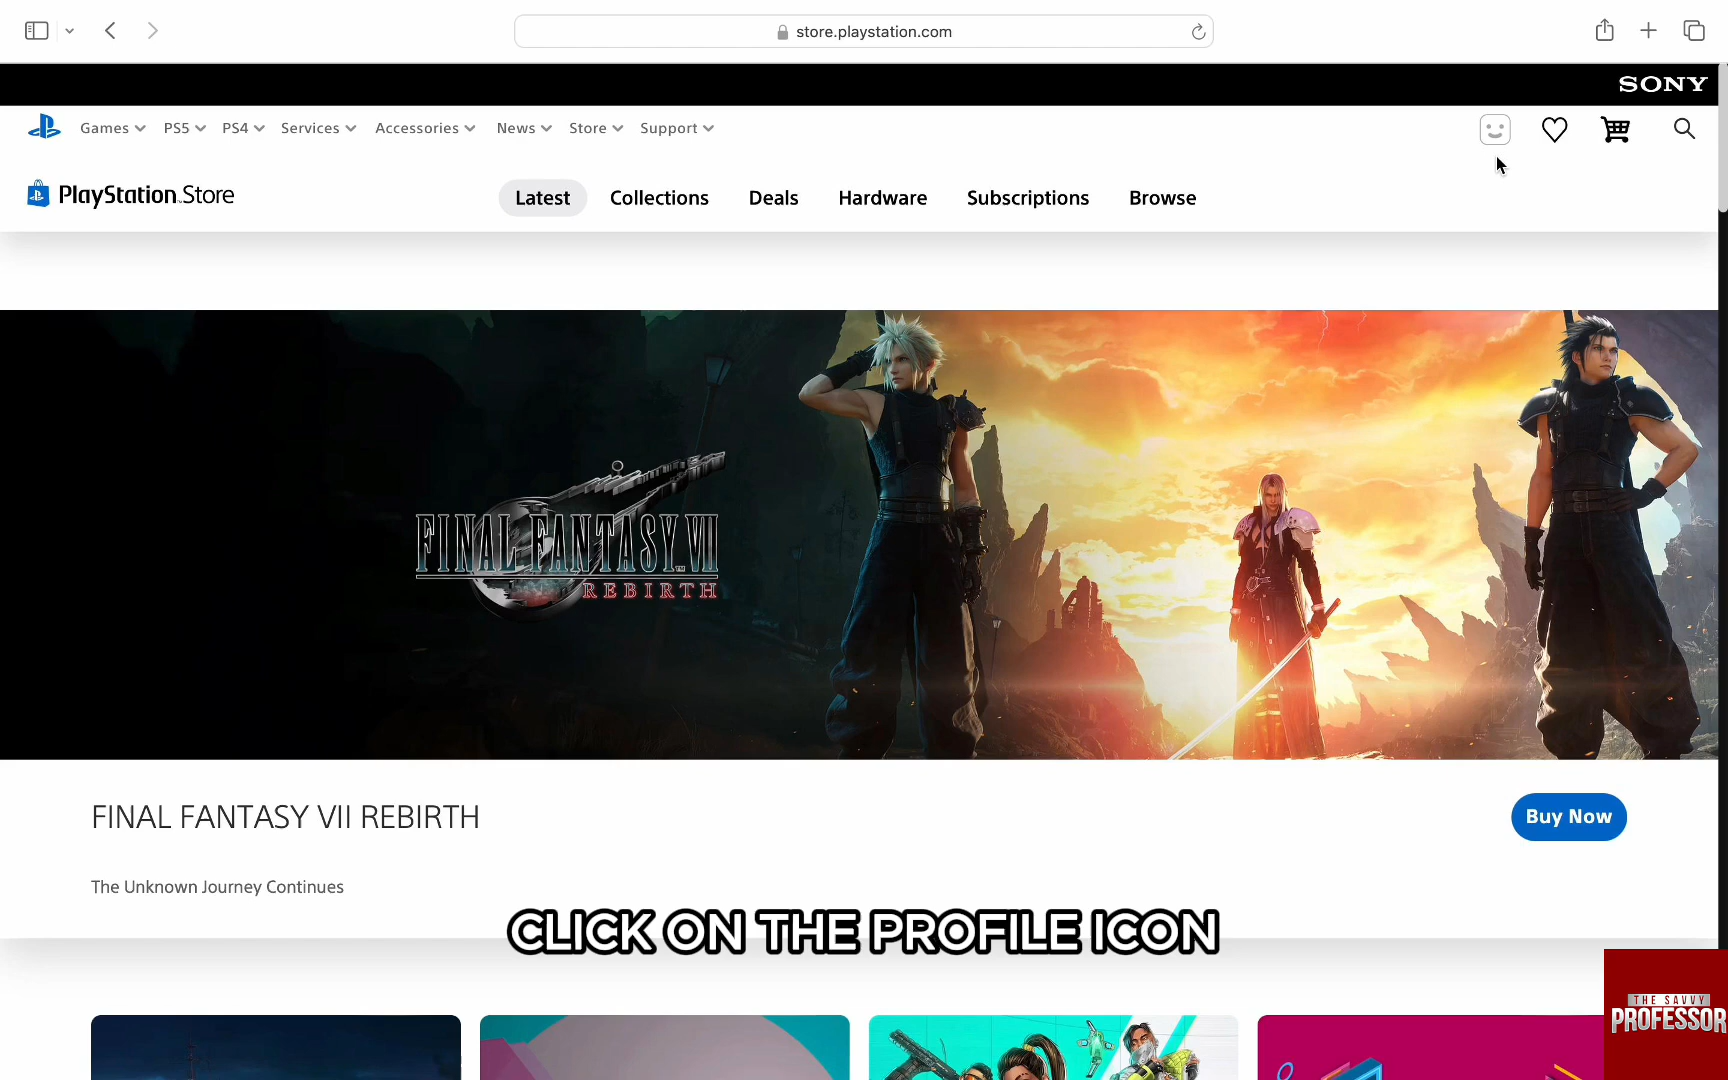 store.playstation.com
SONY
Games PS5 PS4 Services Accessories News Store Support
PlayStation Store
Latest Collections Deals Hardware Subscriptions Browse
FINAL FANTASY VII
REBIRTH
FINAL FANTASY VII REBIRTH
Buy Now
The Unknown Journey Continues
CLICK ON THE PROFILE ICON
THE SAVVY
PROFESSOR